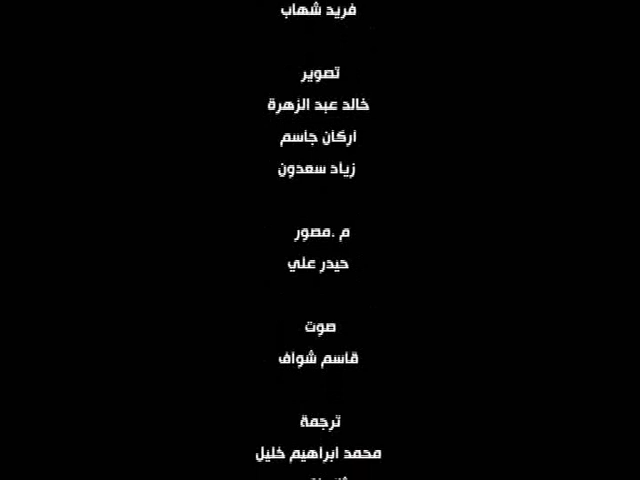 فريد شهاب
تصوير
خالد عبد الزهرة
اركان جاسم
زياد سعدون
م .مصور
حيدر علي
صوت
قاسم شواف
ترجمة
محمد ابراهيم خليل